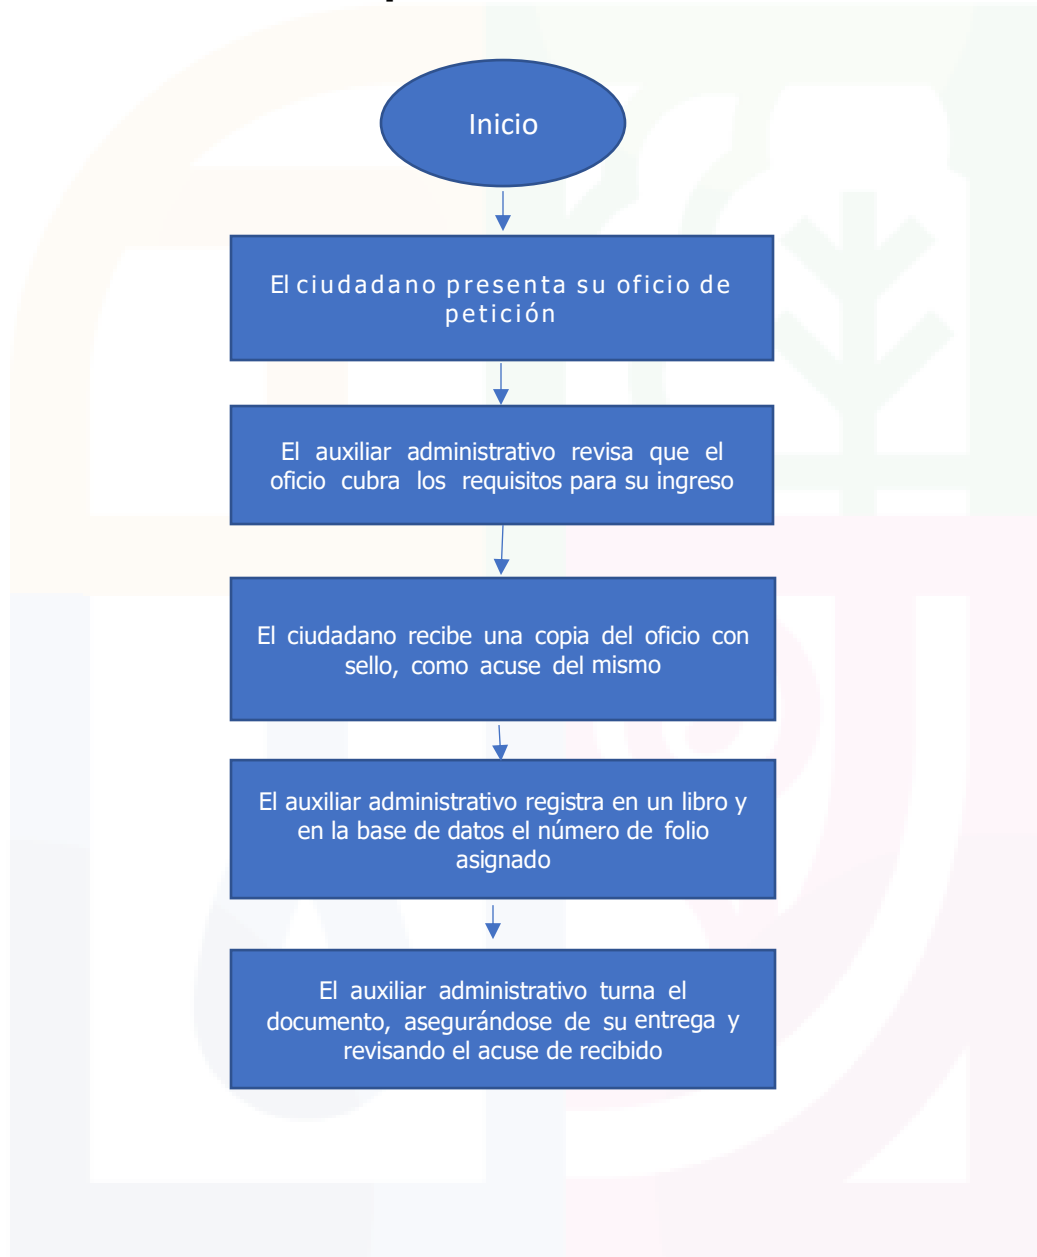 Inicio
El ciudadano presenta su oficio de
petición
El auxiliar administrativo revisa que el
oficio cubra los requisitos para su ingreso
El ciudadano recibe una copia del oficio con
sello, como acuse del mismo
El auxiliar administrativo registra en un libro y
en la base de datos el número de folio
asignado
El auxiliar administrativo turna el
documento, asegurándose de su entrega y
revisando el acuse de recibido